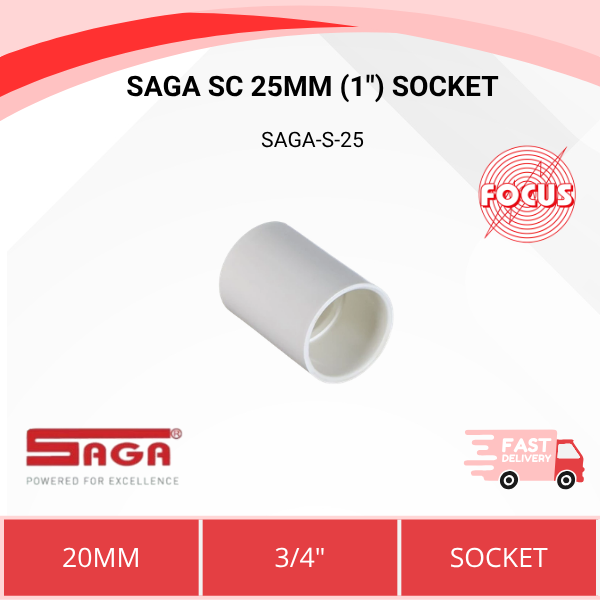 SAGA SC 25MM (1") SOCKET
SAGA-S-25
FOCUS
SAGA®
POWERED FOR EXCELLENCE
FAST
DELIVERY
20MM
3/4"
SOCKET